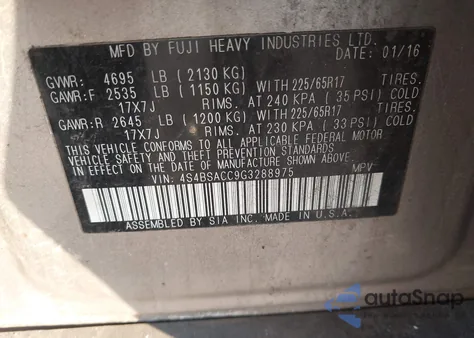 MFD BY FUJI HEAVY INDUSTRIES LTD.
DATE: 01/16
GVWR: 4695 LB (2130 KG)
GAWR:F 2535 LB (1150 KG) WITH 225/65R17 TIRES.
17X7J RIMS. AT 240 KPA (35 PSI) COLD
GAWR:R 2645 LB (1200 KG) WITH 225/65R17 TIRES.
17X7J RIMS. AT 230 KPA (33 PSI) COLD
THIS VEHICLE CONFORMS TO ALL APPLICABLE FEDERAL MOTOR
VEHICLE SAFETY STANDARDS IN EFFECT ON THE DATE OF
MANUFACTURE SHOWN ABOVE.
VIN: 4S4BSACC9G3288975 MPV
ASSEMBLED BY SIA INC. MADE IN U.S.A.
autoSnap